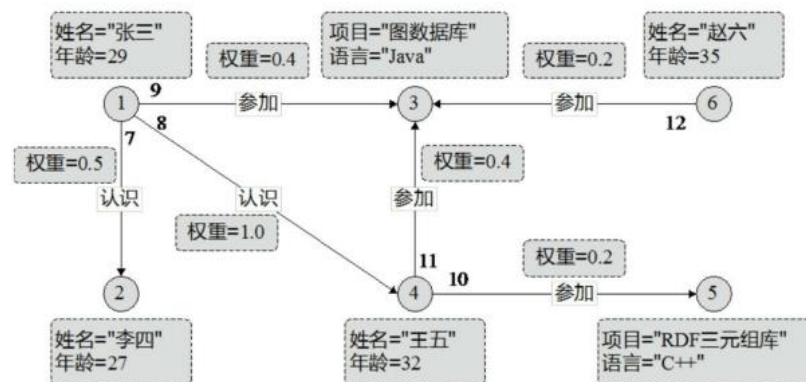 姓名="张三"
年龄=29
项目="图数据库"
语言="Java"
姓名="赵六"
年龄=35
权重=0.4
权重=0.2
1
9
参加
3
参加
6
7
8
12
权重=0.5
权重=0.4
认识
认识
参加
权重=1.0
11
权重=0.2
10
2
4
参加
5
姓名="李四"
年龄=27
姓名="王五"
年龄=32
项目="RDF三元组库"
语言="C++"